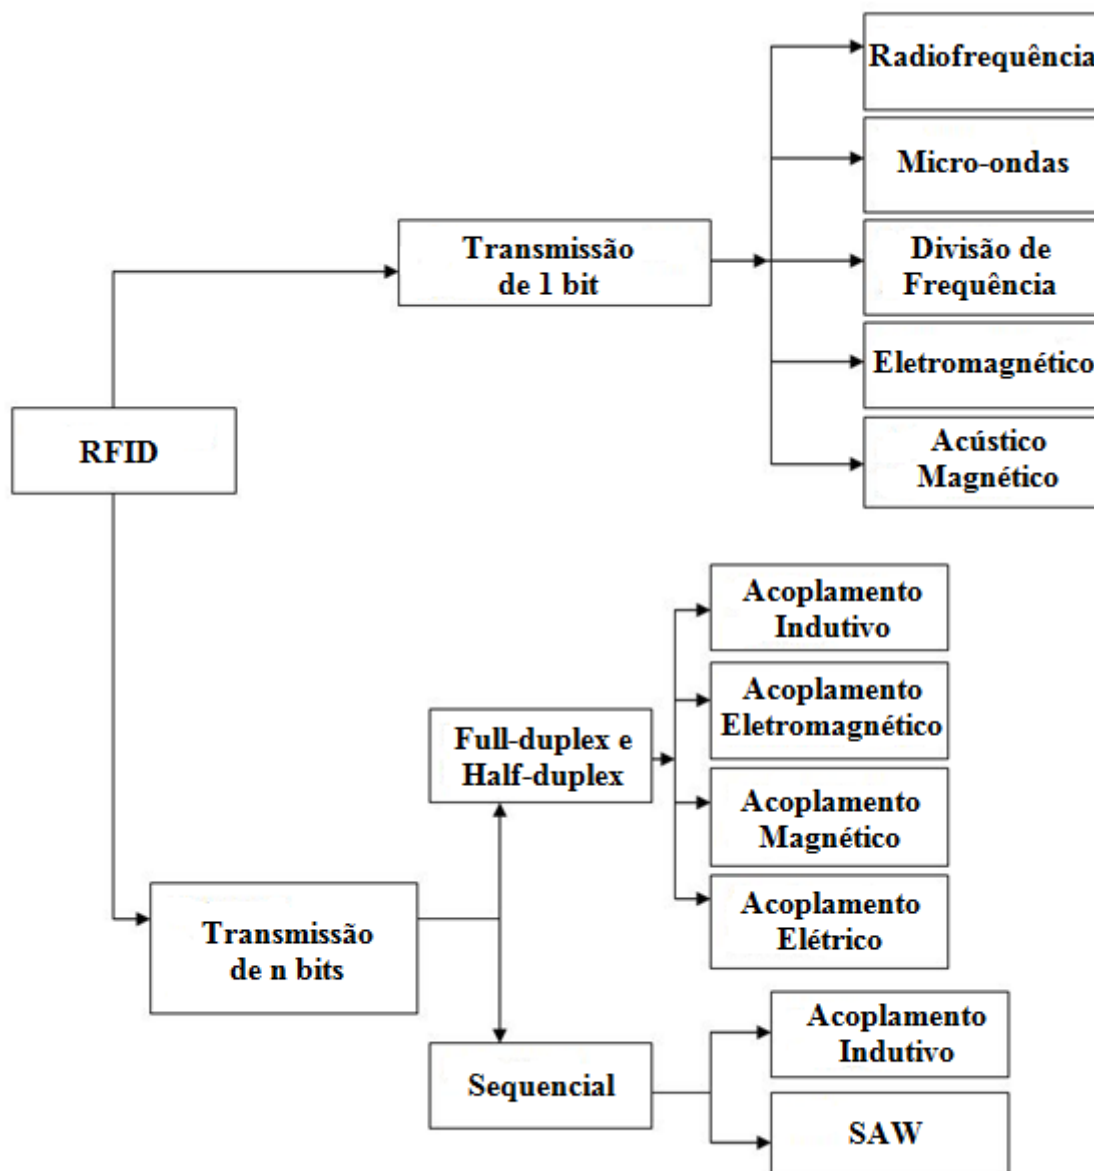 Radiofrequência
Micro-ondas
Transmissão
de 1 bit
Divisão de
Frequência
Eletromagnético
RFID
Acústico
Magnético
Acoplamento
Indutivo
Acoplamento
Eletromagnético
Full-duplex e
Half-duplex
Acoplamento
Magnético
Acoplamento
Elétrico
Transmissão
de n bits
Acoplamento
Indutivo
Sequencial
SAW